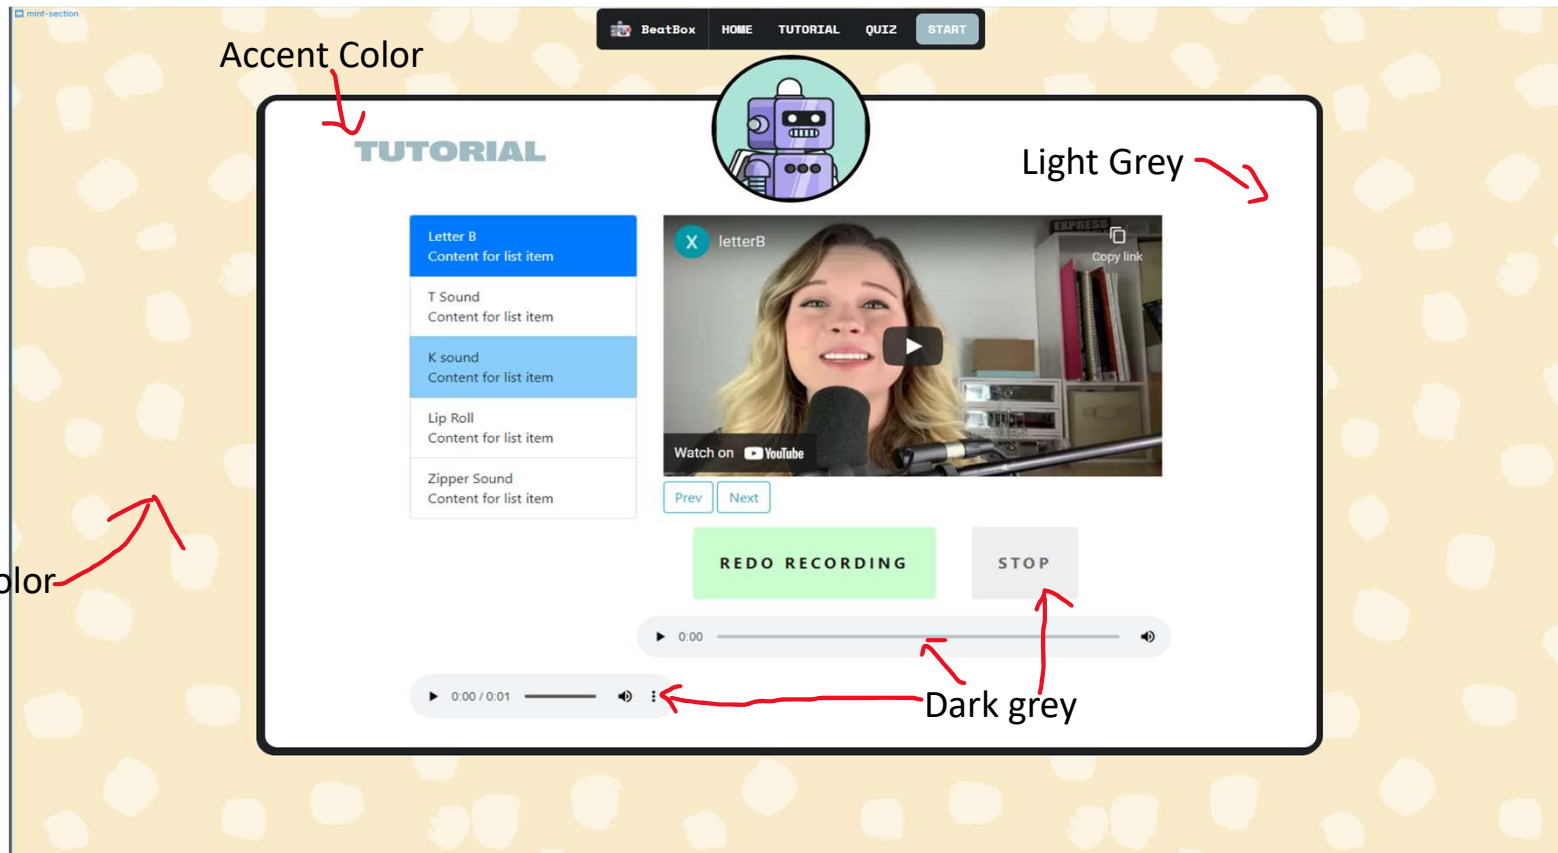 mint-section
BeatBox HOME TUTORIAL QUIZ START
Accent Color
TUTORIAL
Light Grey
Letter B
Content for list item
T Sound
Content for list item
K sound
Content for list item
Lip Roll
Content for list item
Zipper Sound
Content for list item
X letterB
EXPRESS
Copy link
Watch on YouTube
Prev Next
olor
REDO RECORDING STOP
0:00
0:00 / 0:01
Dark grey